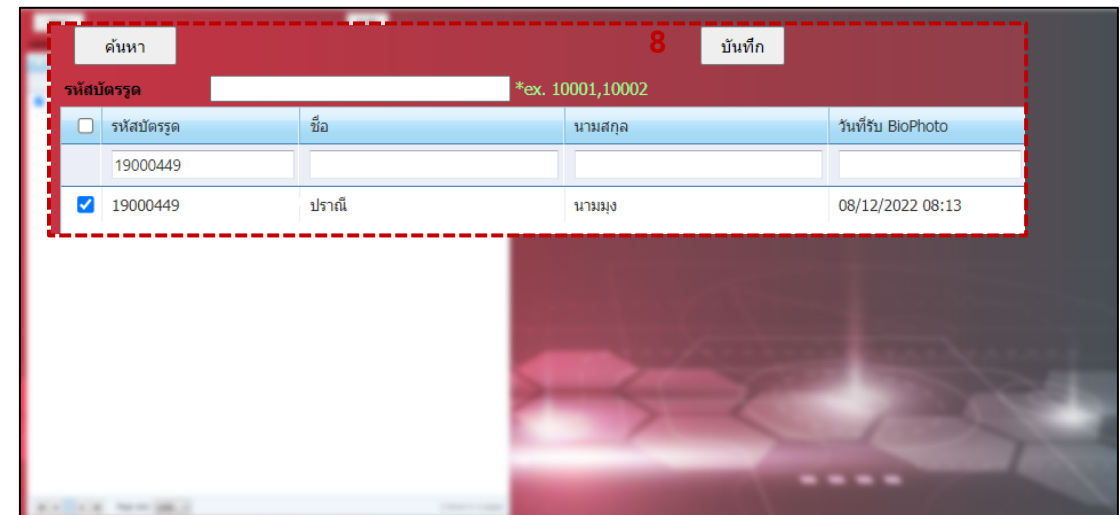 ค้นหา 8 บันทึก
รหัสบัตรรูด *ex. 10001,10002
รหัสบัตรรูด ชื่อ นามสกุล วันที่รับ BioPhoto
19000449
19000449 ปราณี นามมุง 08/12/2022 08:13